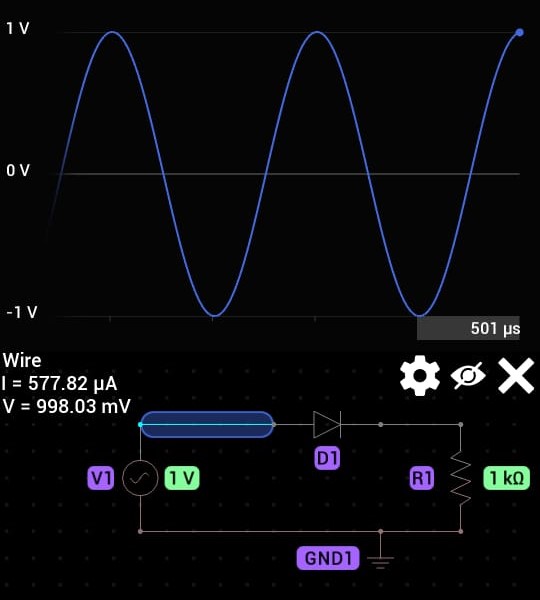 1 V
0 V
-1 V
501 µs
Wire
I = 577.82 µA
V = 998.03 mV
D1
V1
1 V
R1
1 kΩ
GND1